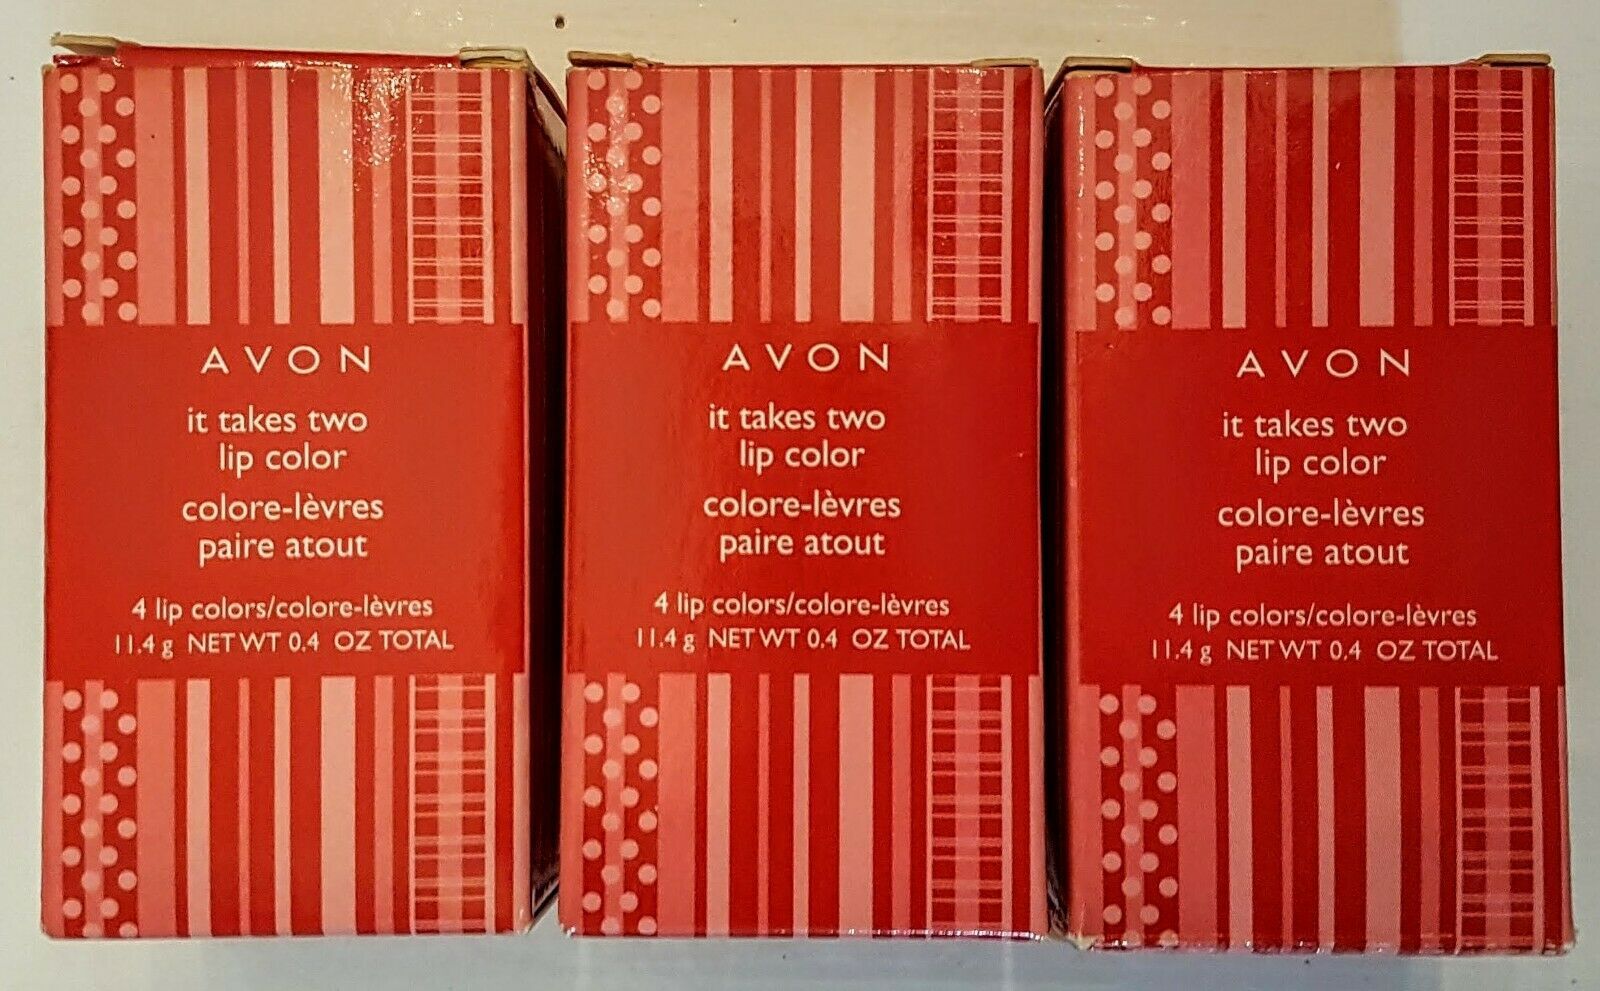 AVON
it takes two
lip color
colore-lèvres
paire atout
4 lip colors/colore-lèvres
11.4 g NET WT 0.4 OZ TOTAL
AVON
it takes two
lip color
colore-lèvres
paire atout
4 lip colors/colore-lèvres
11.4 g NET WT 0.4 OZ TOTAL
AVON
it takes two
lip color
colore-lèvres
paire atout
4 lip colors/colore-lèvres
11.4 g NET WT 0.4 OZ TOTAL